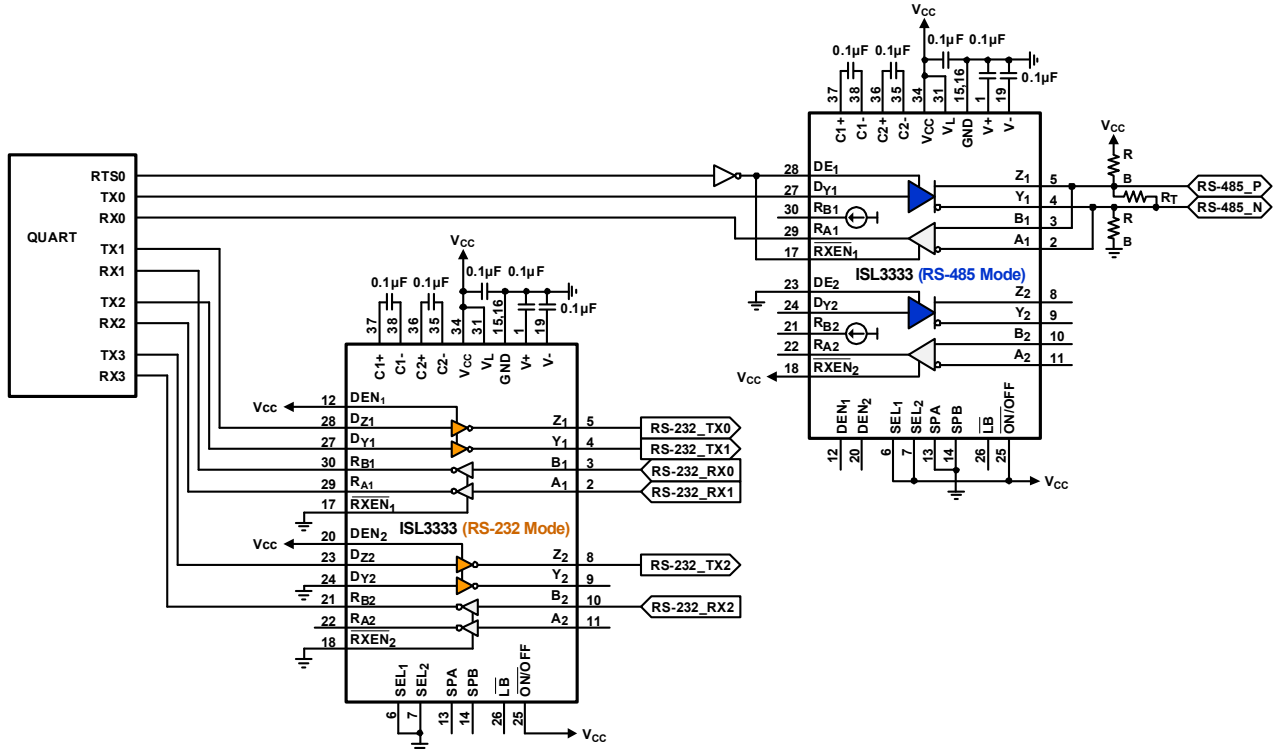 QUART
RTS0
TX0
RX0
TX1
RX1
TX2
RX2
TX3
RX3
VCC
0.1µF 0.1µF 0.1µF 0.1µF
0.1µF
37 38 36 35 34 31 15,16 1 19
C1+ C1- C2+ C2- VCC VL GND V+ V-
28 DE1 Z1 5
27 DY1 Y1 4
30 RB1 B1 3
29 RA1 A1 2
17 RXEN1
ISL3333 (RS-485 Mode)
23 DE2 Z2 8
24 DY2 Y2 9
21 RB2 B2 10
22 RA2 A2 11
VCC 18 RXEN2
DEN1 DEN2 SEL1 SEL2 SPA SPB LB ON/OFF
12 20 6 7 13 14 26 25
VCC
VCC
R
B
RT
R
B
RS-485_P
RS-485_N
VCC
0.1µF 0.1µF 0.1µF 0.1µF
0.1µF
37 38 36 35 34 31 15,16 1 19
C1+ C1- C2+ C2- VCC VL GND V+ V-
VCC 12 DEN1
28 DZ1 Z1 5 RS-232_TX0
27 DY1 Y1 4 RS-232_TX1
30 RB1 B1 3 RS-232_RX0
29 RA1 A1 2 RS-232_RX1
17 RXEN1
ISL3333 (RS-232 Mode)
VCC 20 DEN2
23 DZ2 Z2 8 RS-232_TX2
24 DY2 Y2 9
21 RB2 B2 10 RS-232_RX2
22 RA2 A2 11
18 RXEN2
SEL1 SEL2 SPA SPB LB ON/OFF
6 7 13 14 26 25
VCC